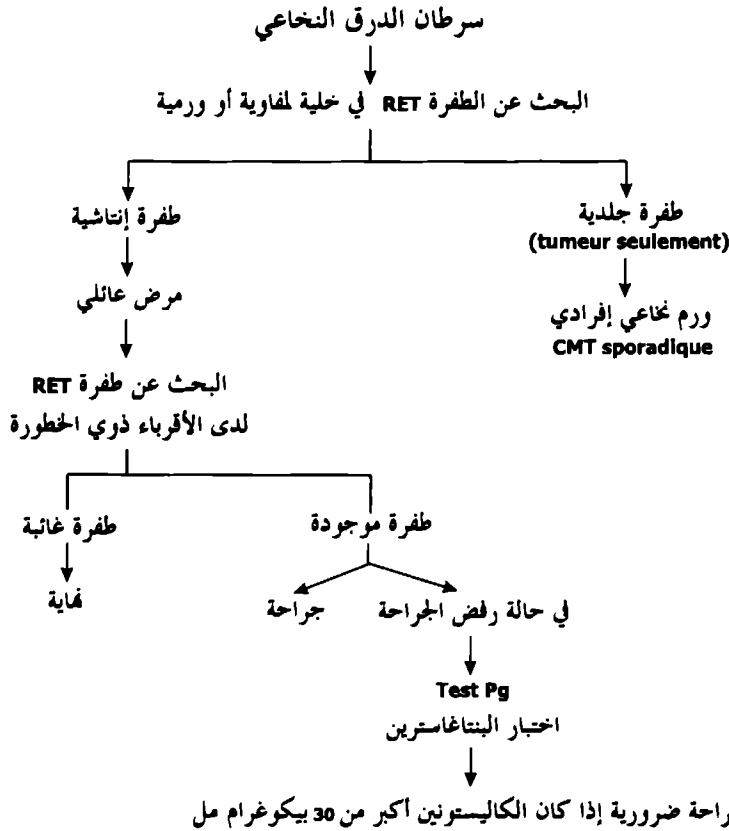 سرطان الدرق النخاعي
البحث عن الطفرة RET في خلية لمفاوية أو ورمية
طفرة جلدية
(tumeur seulement)
ورم نخاعي إفرادي
CMT sporadique
طفرة إنتاشية
مرض عائلي
البحث عن طفرة RET
لدى الأقرباء ذوي الخطورة
طفرة موجودة
طفرة غائبة
نهاية
في حالة رفض الجراحة
جراحة
Test Pg
اختبار البنتاغاسترين
راحة ضرورية إذا كان الكاليستونين أكبر من 30 بيكوغرام مل